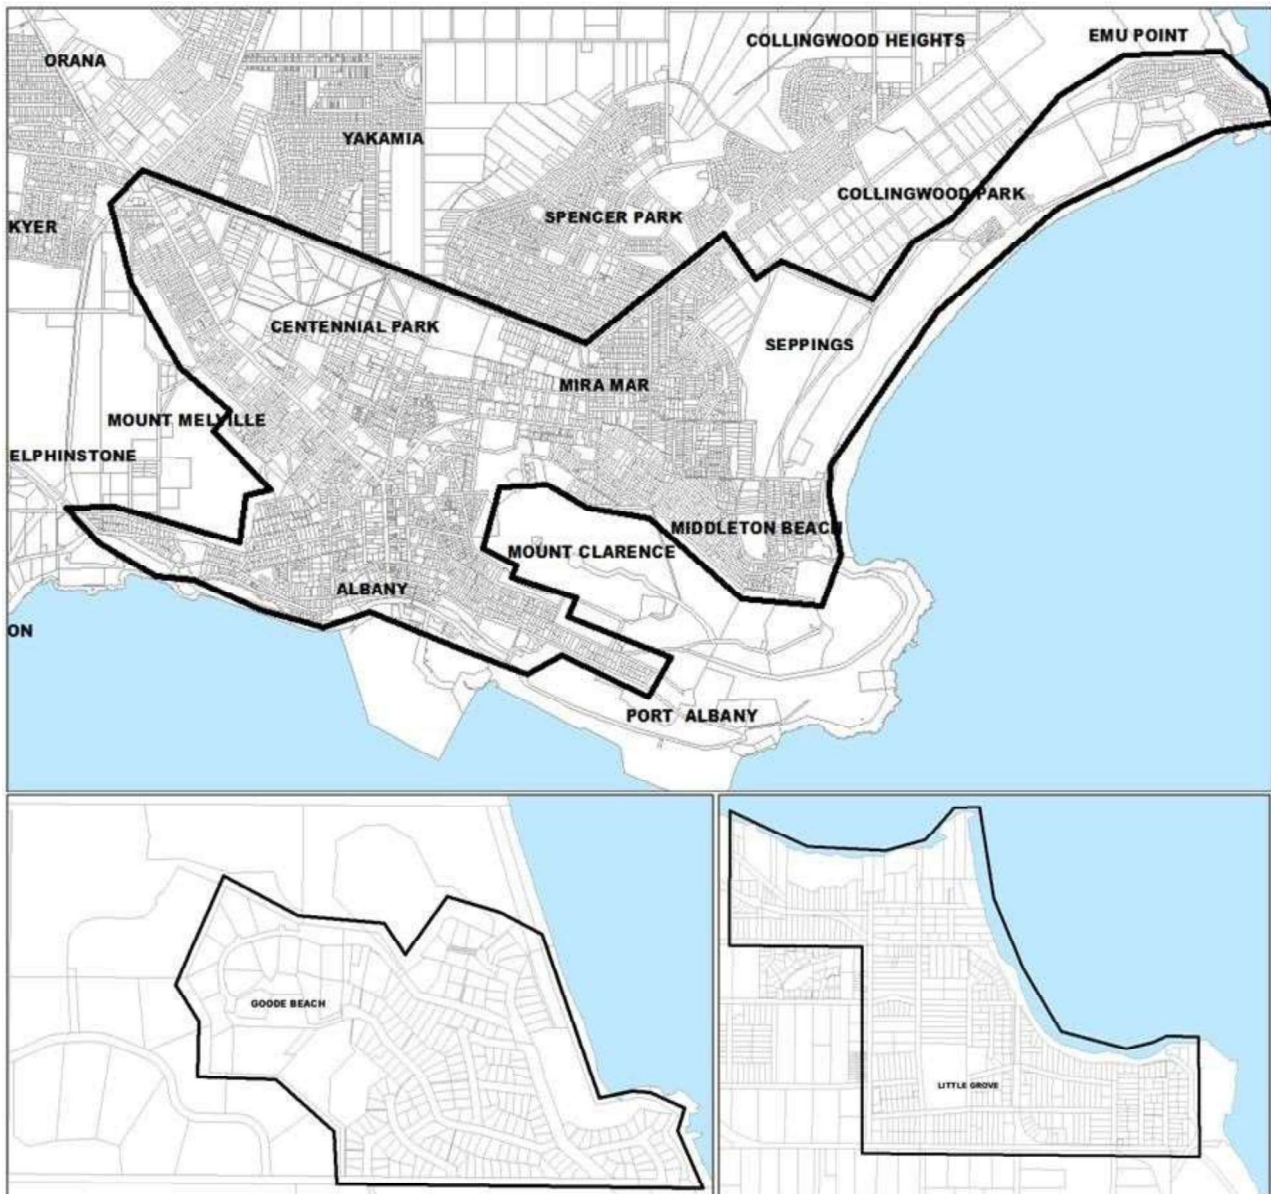 COLLINGWOOD HEIGHTS
EMU POINT
ORANA
YAKAMIA
COLLINGWOOD PARK
SPENCER PARK
KYER
CENTENNIAL PARK
SEPPINGS
MIRA MAR
MOUNT MELVILLE
ELPHINSTONE
MIDDLETON BEACH
MOUNT CLARENCE
ALBANY
ON
PORT ALBANY
GOODE BEACH
LITTLE GROVE